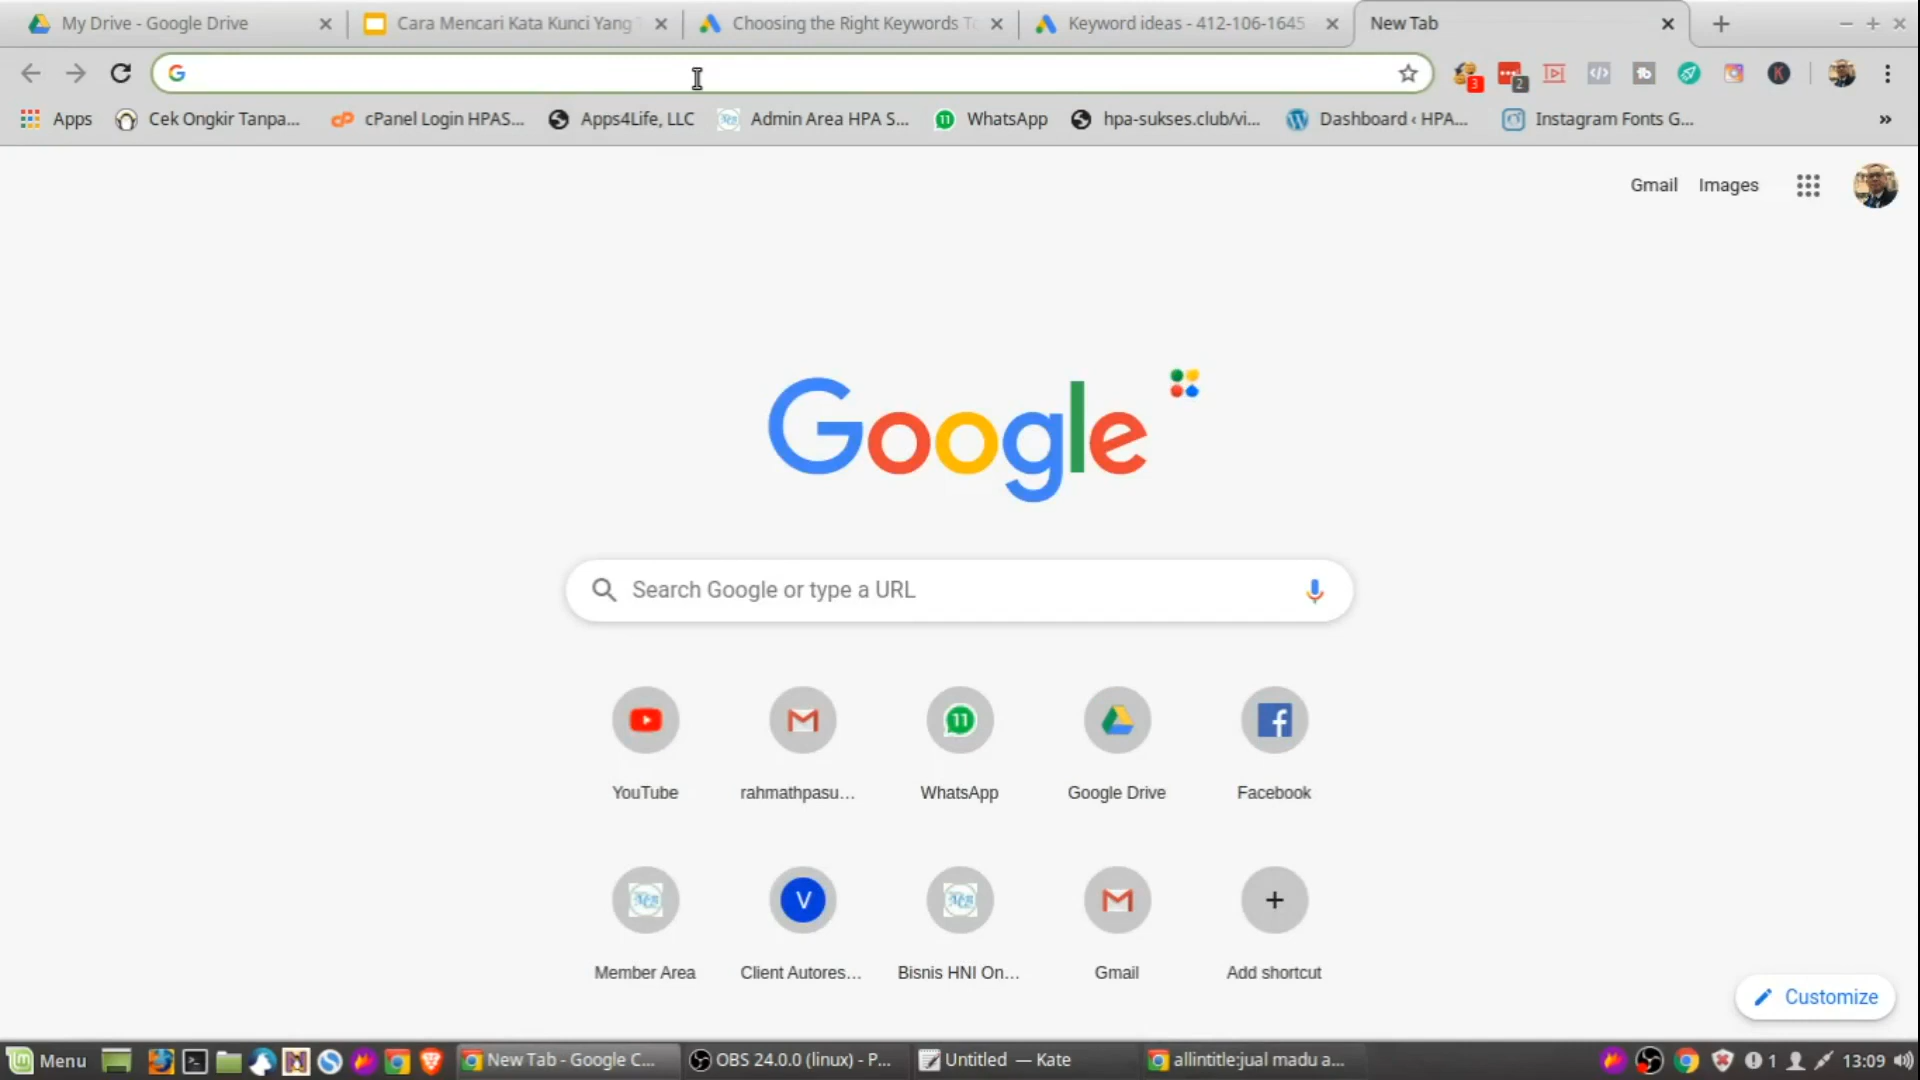 My Drive - Google Drive
Cara Mencari Kata Kunci Yang
Choosing the Right Keywords
Keyword ideas - 412-106-1645
New Tab
Apps
Cek Ongkir Tanpa...
cPanel Login HPAS...
Apps4Life, LLC
Admin Area HPA S...
WhatsApp
hpa-sukses.club/vi...
Dashboard ‹ HPA...
Instagram Fonts G...
»
3
2
Gmail
Images
Google
Search Google or type a URL
YouTube
rahmathpasu...
WhatsApp
Google Drive
Facebook
Member Area
Client Autores...
Bisnis HNI On...
Gmail
Add shortcut
Customize
Menu
New Tab - Google C...
OBS 24.0.0 (linux) - P...
Untitled — Kate
allintitle:jual madu a...
1
13:09